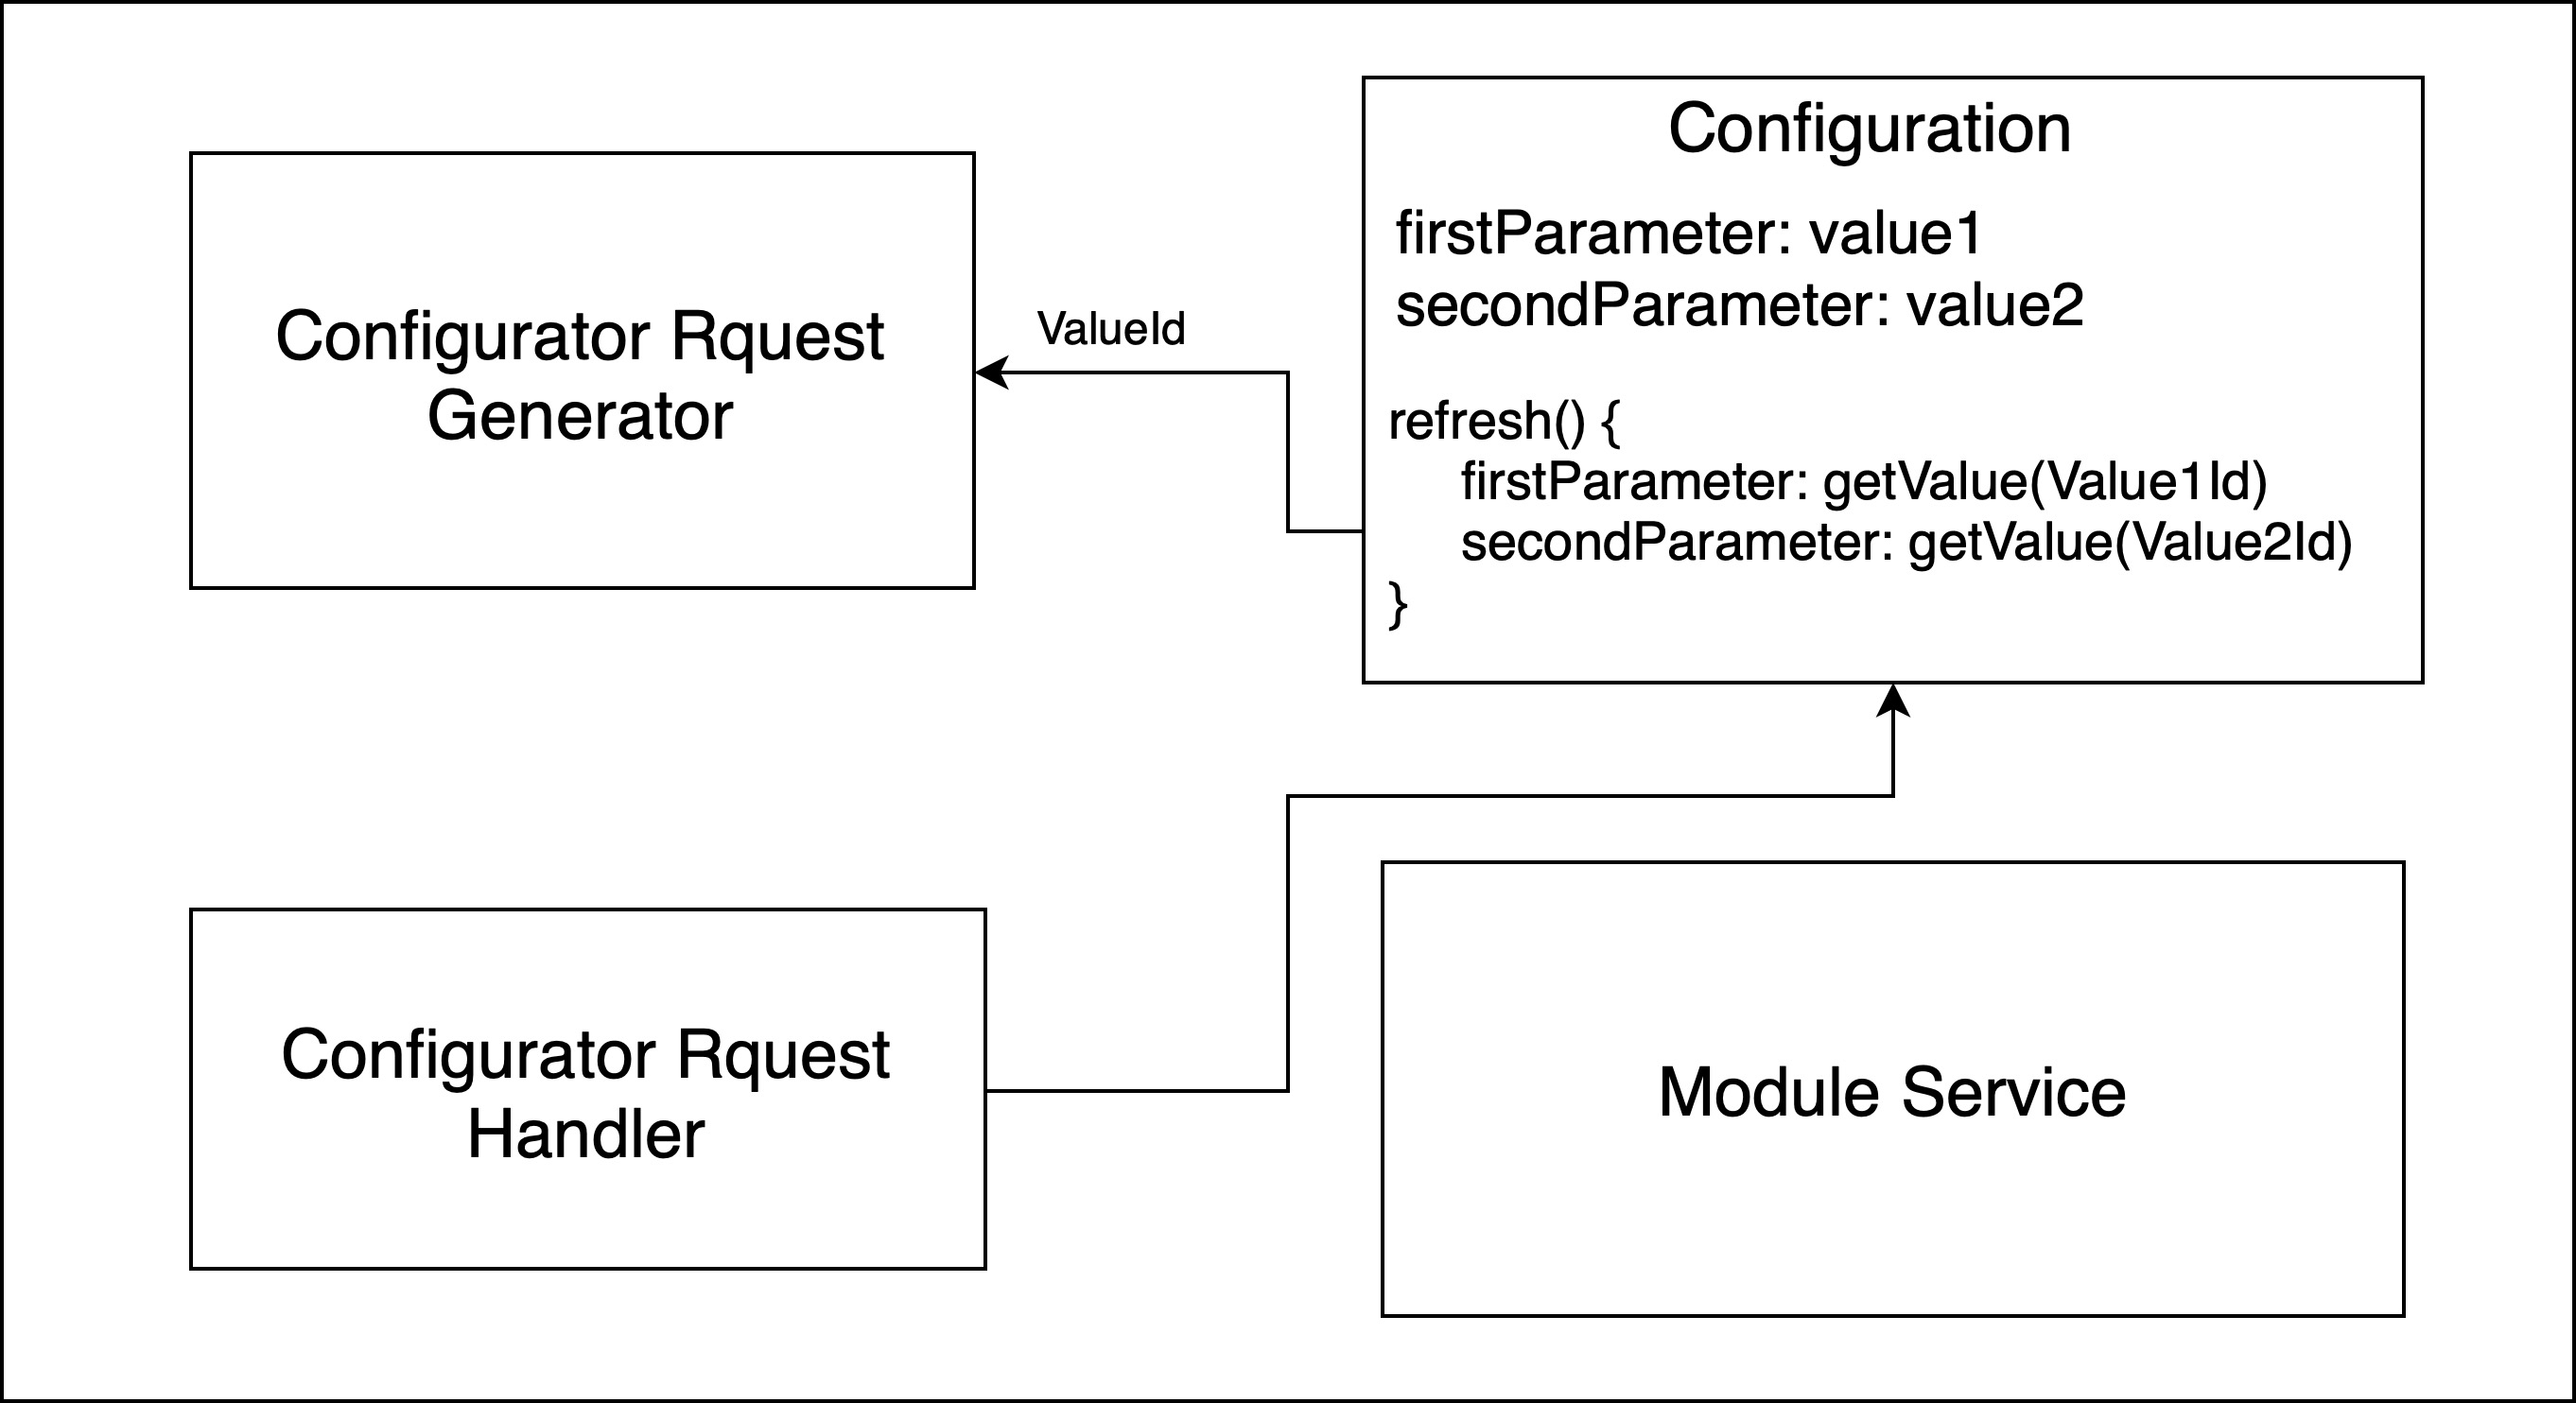 Configurator Rquest
Generator
ValueId
Configuration
firstParameter: value1
secondParameter: value2
refresh() {
firstParameter: getValue(Value1Id)
secondParameter: getValue(Value2Id)
}
Configurator Rquest
Handler
Module Service